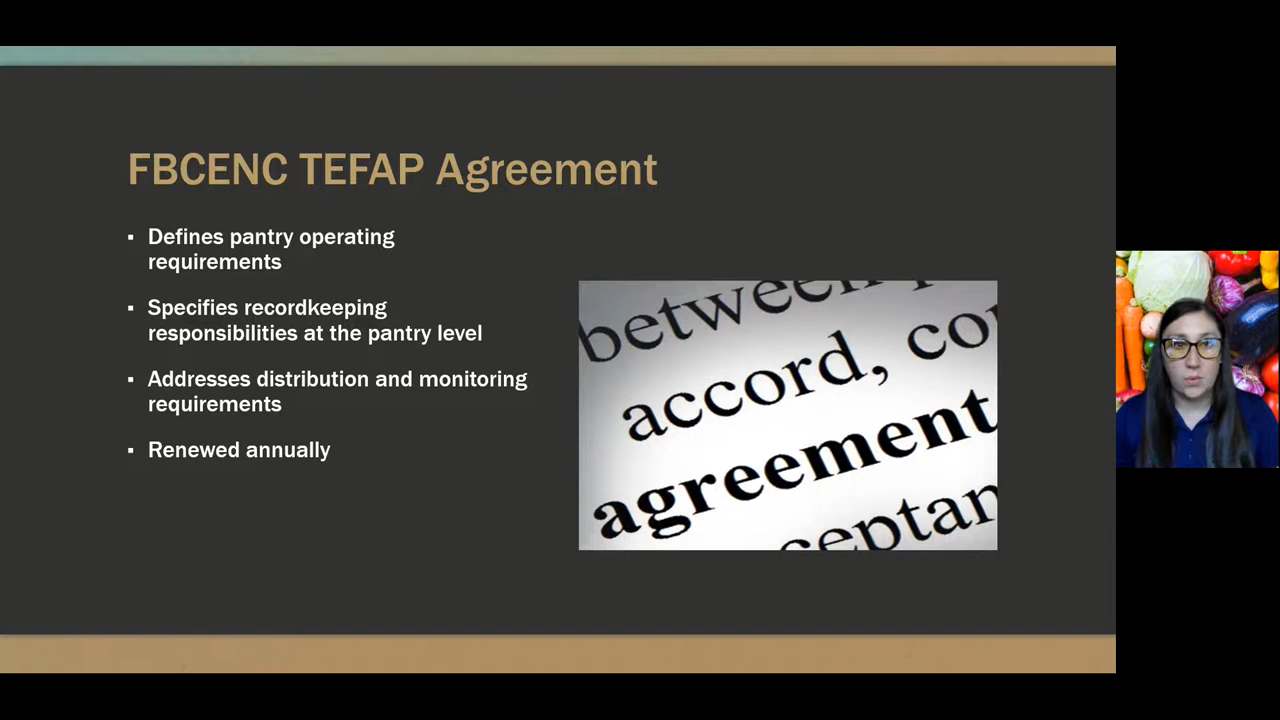 FBCENC TEFAP Agreement
▪ Defines pantry operating
requirements
▪ Specifies recordkeeping
responsibilities at the pantry level
▪ Addresses distribution and monitoring
requirements
▪ Renewed annually
between
accord,
agreement